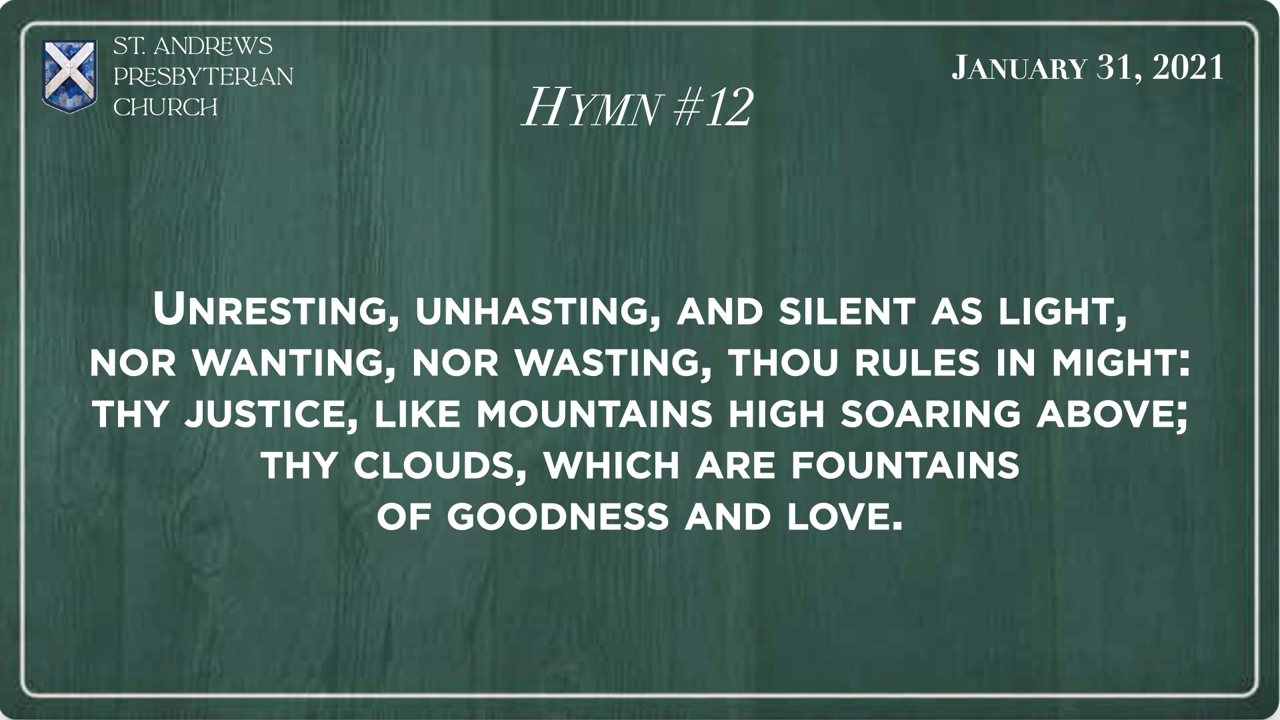 ST. ANDREWS
PRESBYTERIAN
CHURCH
January 31, 2021
Hymn #12
Unresting, unhasting, and silent as light,
nor wanting, nor wasting, thou rules in might:
thy justice, like mountains high soaring above;
thy clouds, which are fountains
of goodness and love.